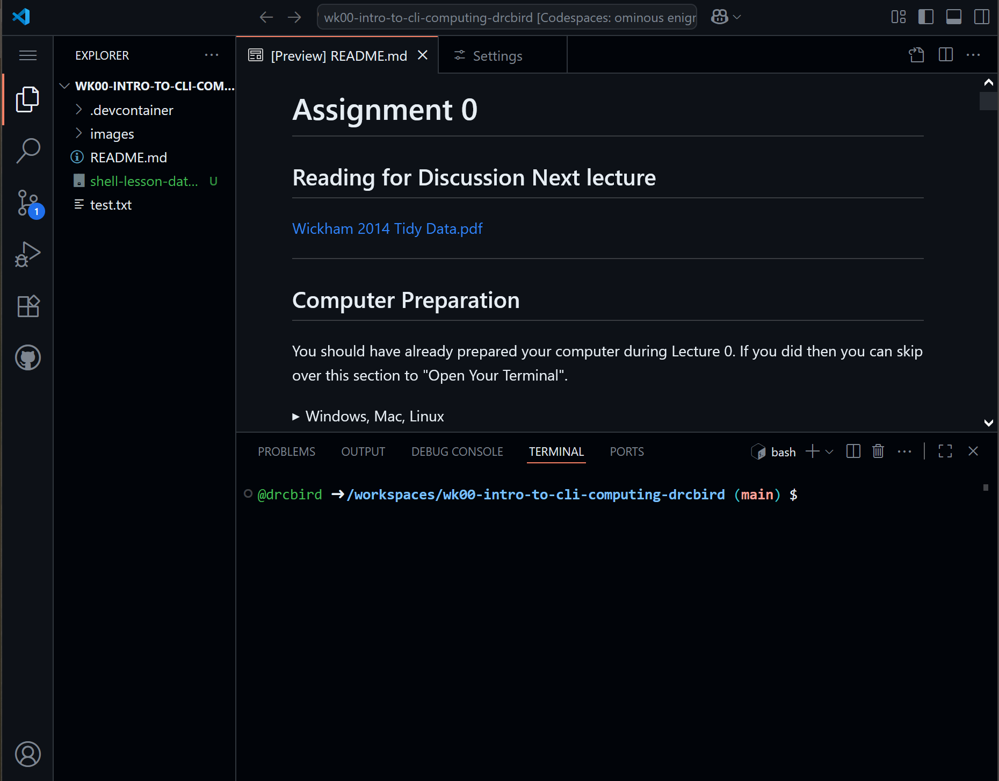 wk00-intro-to-cli-computing-drcbird [Codespaces: ominous enigr
EXPLORER
[Preview] README.md
Settings
WK00-INTRO-TO-CLI-COM...
.devcontainer
images
README.md
shell-lesson-dat... U
test.txt
1
Assignment 0
Reading for Discussion Next lecture
Wickham 2014 Tidy Data.pdf
Computer Preparation
You should have already prepared your computer during Lecture 0. If you did then you can skip
over this section to "Open Your Terminal".
Windows, Mac, Linux
PROBLEMS OUTPUT DEBUG CONSOLE TERMINAL PORTS bash
@drcbird ➜ /workspaces/wk00-intro-to-cli-computing-drcbird (main) $